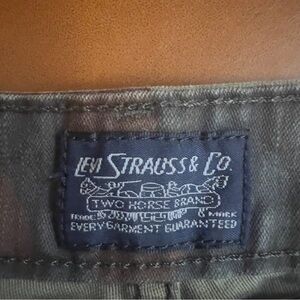 LEVI STRAUSS & CO.
TWO HORSE BRAND
TRADE MARK
EVERY GARMENT GUARANTEED